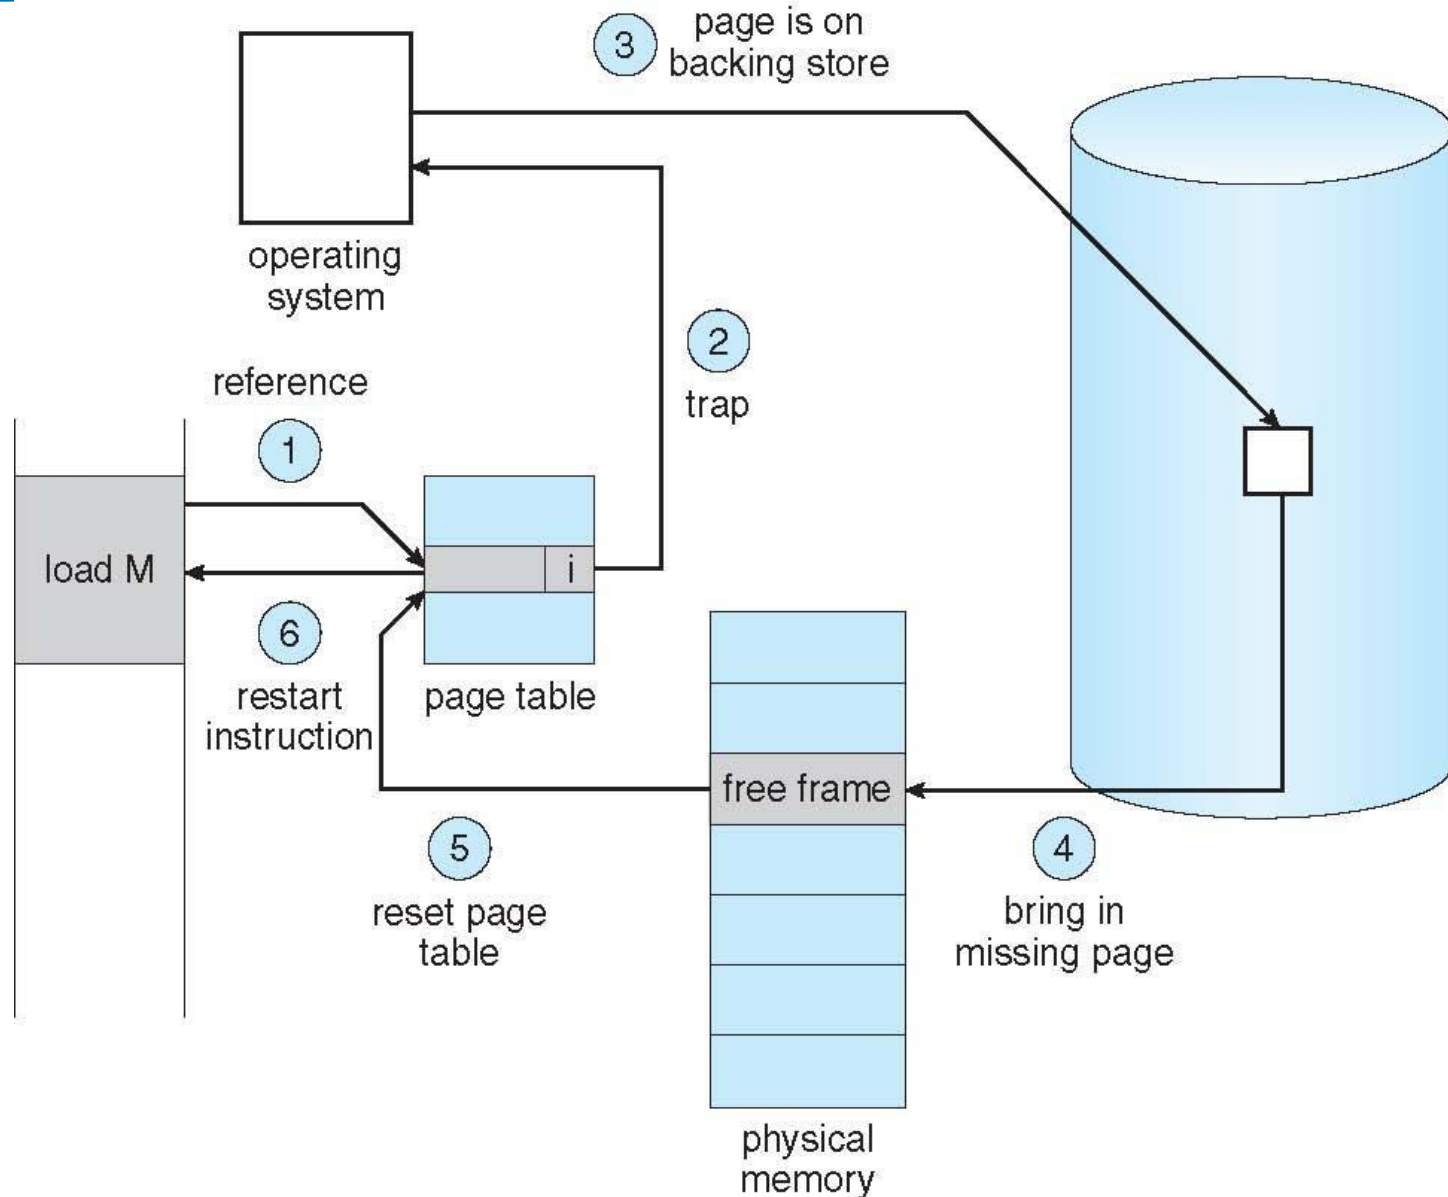 3
page is on
backing store
operating
system
2
trap
reference
1
load M
i
6
restart
instruction
page table
free frame
5
reset page
table
4
bring in
missing page
physical
memory